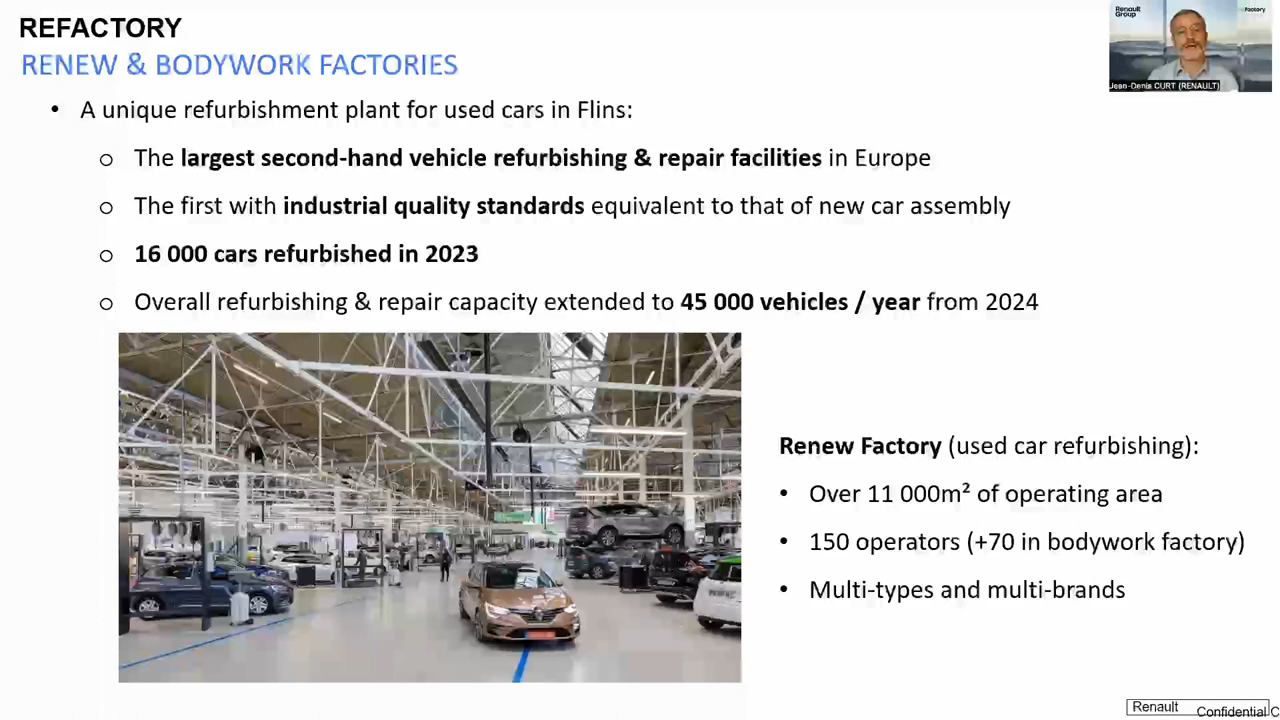 REFACTORY
RENEW & BODYWORK FACTORIES
Renault
Group
Factory
Jean-Denis CURT (RENAULT)
• A unique refurbishment plant for used cars in Flins:
o The largest second-hand vehicle refurbishing & repair facilities in Europe
o The first with industrial quality standards equivalent to that of new car assembly
o 16 000 cars refurbished in 2023
o Overall refurbishing & repair capacity extended to 45 000 vehicles / year from 2024
Renew Factory (used car refurbishing):
• Over 11 000m² of operating area
• 150 operators (+70 in bodywork factory)
• Multi-types and multi-brands
Renault
Confidential C